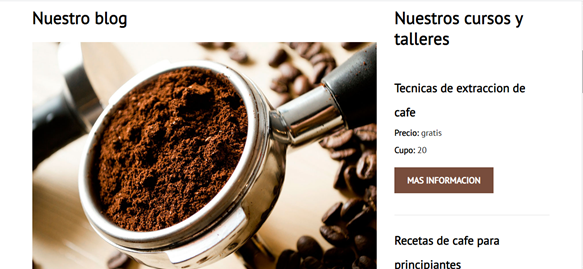 Nuestro blog
Nuestros cursos y
talleres
Tecnicas de extraccion de
cafe
Precio: gratis
Cupo: 20
MAS INFORMACION
Recetas de cafe para
principiantes